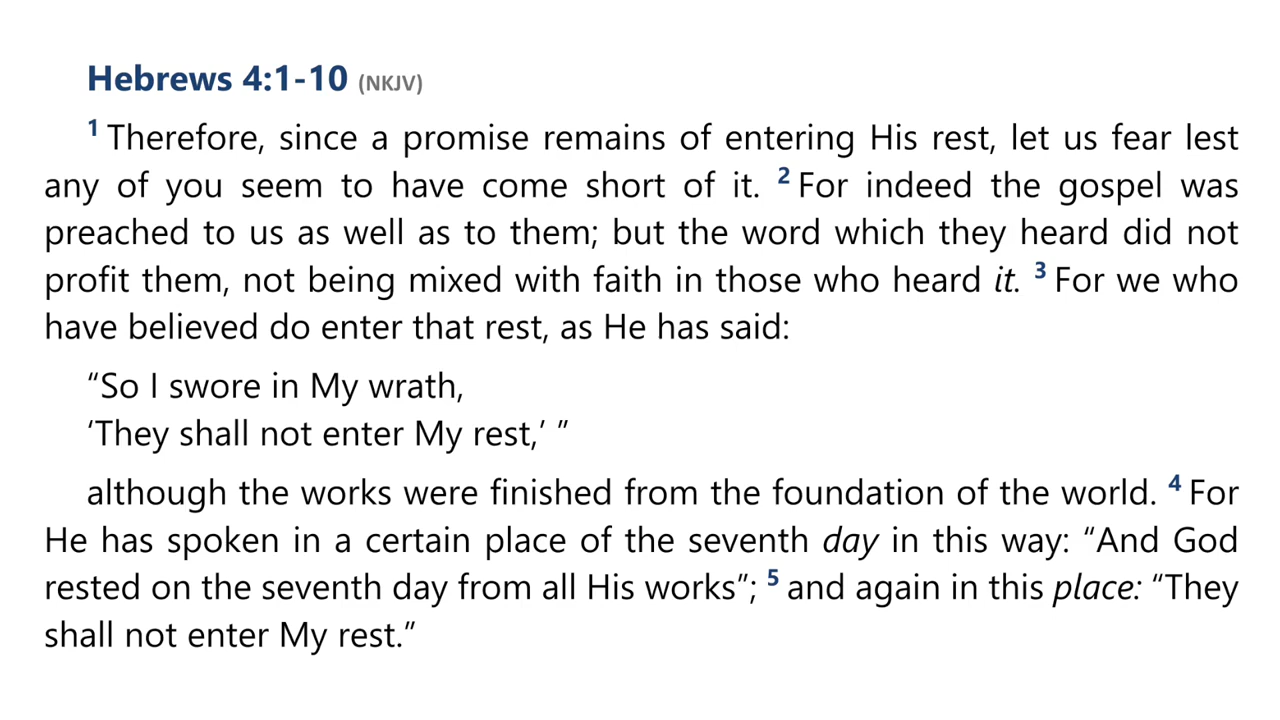 Hebrews 4:1-10 (NKJV)
1 Therefore, since a promise remains of entering His rest, let us fear lest
any of you seem to have come short of it. 2 For indeed the gospel was
preached to us as well as to them; but the word which they heard did not
profit them, not being mixed with faith in those who heard it. 3 For we who
have believed do enter that rest, as He has said:
“So I swore in My wrath,
‘They shall not enter My rest,’ ”
although the works were finished from the foundation of the world. 4 For
He has spoken in a certain place of the seventh day in this way: “And God
rested on the seventh day from all His works”; 5 and again in this place: “They
shall not enter My rest.”